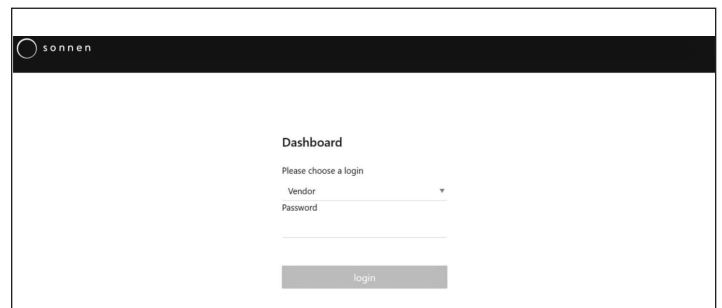 sonnen
Dashboard
Please choose a login
Vendor
Password
login